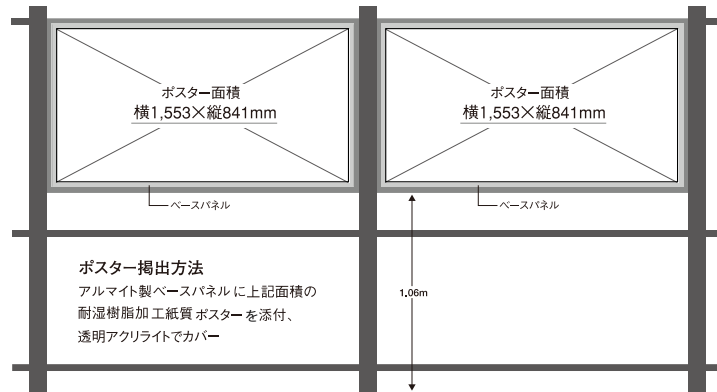 ポスター面積
横1,553×縦841mm
ポスター面積
横1,553×縦841mm
ベースパネル
ベースパネル
ポスター掲出方法
アルマイト製ベースパネルに上記面積の
耐湿樹脂加工紙質ポスターを添付、
透明アクリライトでカバー
1.06m